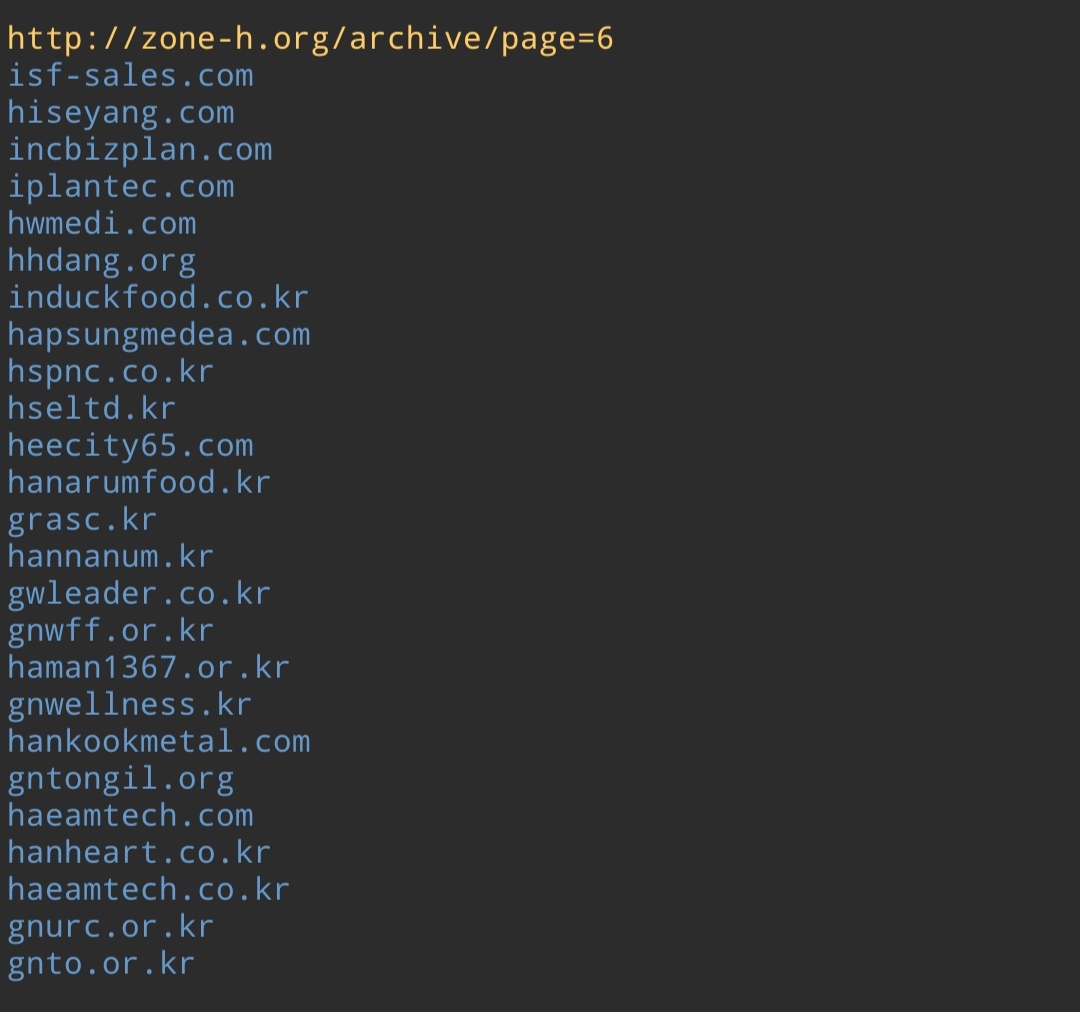 http://zone-h.org/archive/page=6
isf-sales.com
hiseyang.com
incbizplan.com
iplantec.com
hwmedi.com
hhdang.org
induckfood.co.kr
hapsungmedea.com
hspnc.co.kr
hseltd.kr
heecity65.com
hanarumfood.kr
grasc.kr
hannanum.kr
gwleader.co.kr
gnwff.or.kr
haman1367.or.kr
gnwellness.kr
hankookmetal.com
gntongil.org
haeamtech.com
hanheart.co.kr
haeamtech.co.kr
gnurc.or.kr
gnto.or.kr